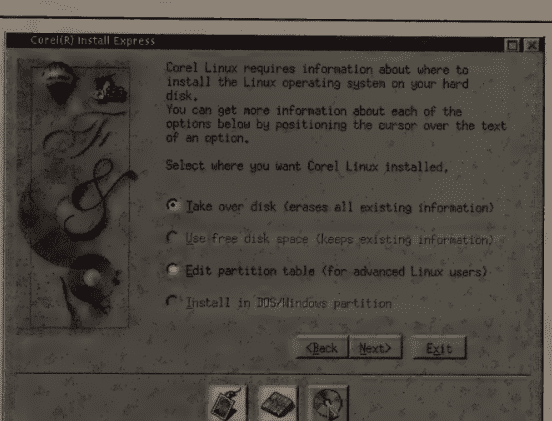 Corel(R) Install Express
Corel Linux requires information about where to
install the Linux operating system on your hard
disk.
You can get more information about each of the
options below by positioning the cursor over the text
of an option.
Select where you want Corel Linux installed.
Take over disk (erases all existing information)
Use free disk space (keeps existing information)
Edit partition table (for advanced Linux users)
Install in DOS/Windows partition
<Back Next> Exit